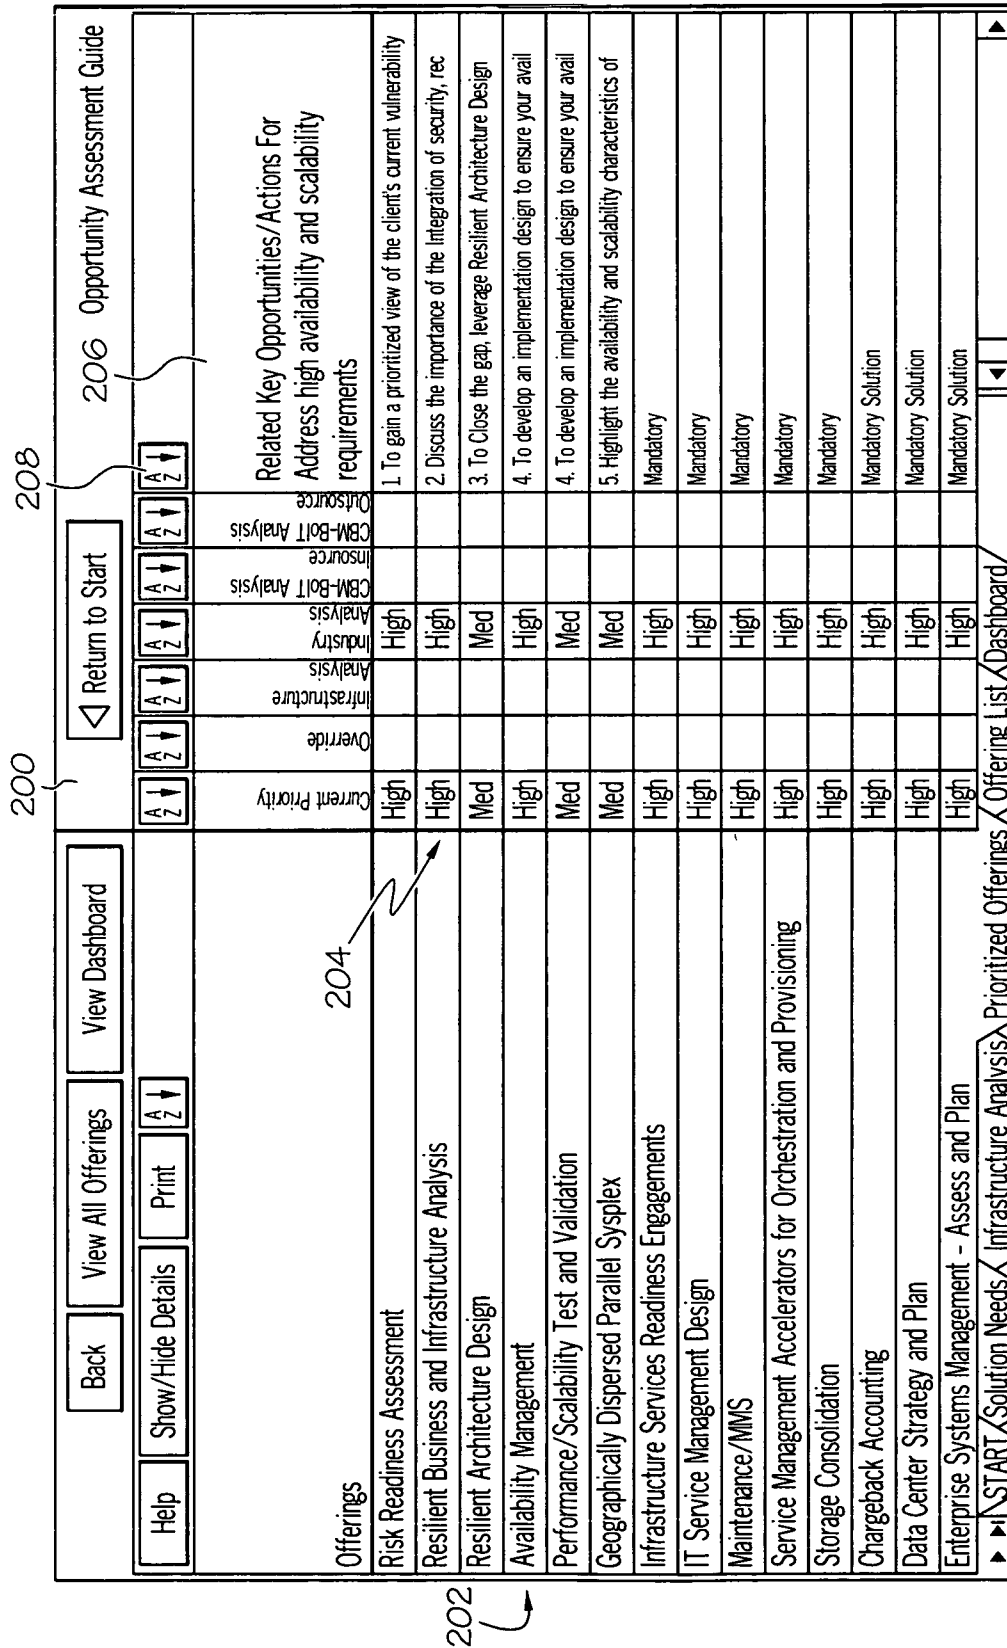 200
208
206
Back
View All Offerings
View Dashboard
Return to Start
Opportunity Assessment Guide
Help
Show/Hide Details
Print
A Z
A Z
A Z
A Z
A Z
A Z
A Z
A Z
Offerings
204
Current Priority
Override
Infrastructure Analysis
Industry Analysis
CBM-BoIT Analysis Insource
CBM-BoIT Analysis Outsource
Related Key Opportunities/Actions For
Address high availability and scalability
requirements
202
Risk Readiness Assessment High High 1 To gain a prioritized view of the client's current vulnerability
Resilient Business and Infrastructure Analysis High High 2. Discuss the importance of the Integration of security, rec
Resilient Architecture Design Med Med 3. To Close the gap, leverage Resilient Architecture Design
Availability Management High High 4. To develop an implementation design to ensure your avail
Performance/Scalability Test and Validation Med Med 4. To develop an implementation design to ensure your avail
Geographically Dispersed Parallel Sysplex Med Med 5. Highlight the availability and scalability characteristics of
Infrastructure Services Readiness Engagements High High Mandatory
IT Service Management Design High High Mandatory
Maintenance/MMS High High Mandatory
Service Management Accelerators for Orchestration and Provisioning High High Mandatory
Storage Consolidation High High Mandatory
Chargeback Accounting High High Mandatory Solution
Data Center Strategy and Plan High High Mandatory Solution
Enterprise Systems Management - Assess and Plan High High Mandatory Solution
START Solution Needs Infrastructure Analysis Prioritized Offerings Offering List Dashboard